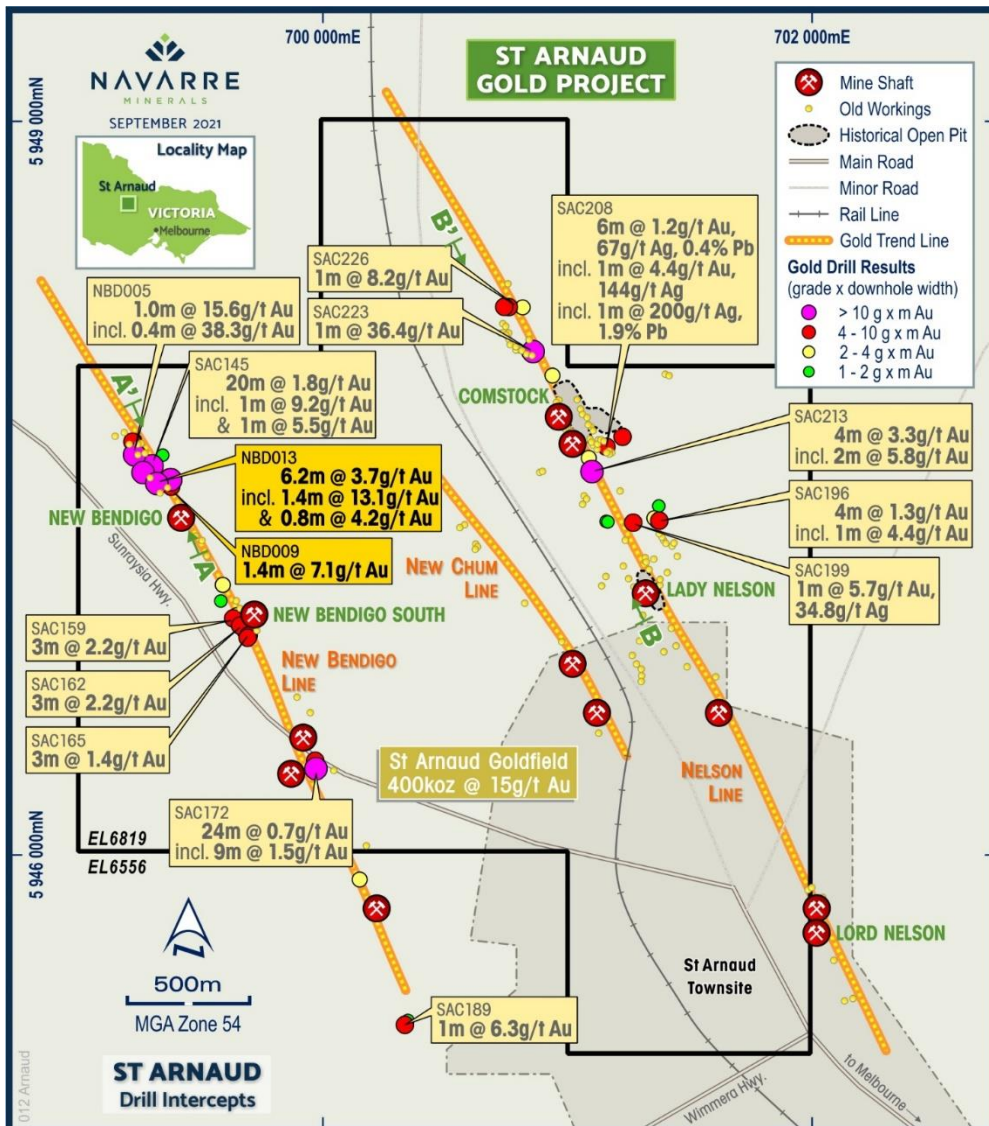 NAVARRE
MINERALS
SEPTEMBER 2021
700 000mE
702 000mE
ST ARNAUD
GOLD PROJECT
5 949 000mN
5 946 000mN
Locality Map
St Arnaud
VICTORIA
Melbourne
Mine Shaft
Old Workings
Historical Open Pit
Main Road
Minor Road
Rail Line
Gold Trend Line
Gold Drill Results
(grade x downhole width)
> 10 g x m Au
4 - 10 g x m Au
2 - 4 g x m Au
1 - 2 g x m Au
B'
SAC208
6m @ 1.2g/t Au,
67g/t Ag, 0.4% Pb
incl. 1m @ 4.4g/t Au,
144g/t Ag
incl. 1m @ 200g/t Ag,
1.9% Pb
SAC226
1m @ 8.2g/t Au
SAC223
1m @ 36.4g/t Au
NBD005
1.0m @ 15.6g/t Au
incl. 0.4m @ 38.3g/t Au
A'
SAC145
20m @ 1.8g/t Au
incl. 1m @ 9.2g/t Au
& 1m @ 5.5g/t Au
COMSTOCK
SAC213
4m @ 3.3g/t Au
incl. 2m @ 5.8g/t Au
NBD013
6.2m @ 3.7g/t Au
incl. 1.4m @ 13.1g/t Au
& 0.8m @ 4.2g/t Au
SAC196
4m @ 1.3g/t Au
incl. 1m @ 4.4g/t Au
NEW BENDIGO
A
NBD009
1.4m @ 7.1g/t Au
Sunraysia Hwy.
NEW CHUM
LINE
SAC199
1m @ 5.7g/t Au,
34.8g/t Ag
LADY NELSON
B
NEW BENDIGO SOUTH
SAC159
3m @ 2.2g/t Au
SAC162
3m @ 2.2g/t Au
SAC165
3m @ 1.4g/t Au
NEW BENDIGO
LINE
St Arnaud Goldfield
400koz @ 15g/t Au
NELSON
LINE
SAC172
24m @ 0.7g/t Au
incl. 9m @ 1.5g/t Au
EL6819
EL6556
LORD NELSON
St Arnaud
Townsite
N
500m
MGA Zone 54
SAC189
1m @ 6.3g/t Au
ST ARNAUD
Drill Intercepts
Wimmera Hwy.
to Melbourne
012 Arnaud